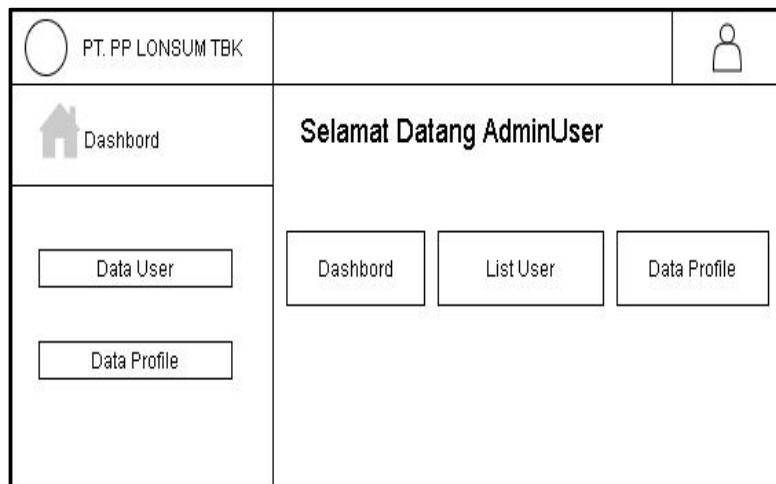 PT. PP LONSUM TBK
Dashbord
Selamat Datang AdminUser
Data User
Data Profile
Dashbord
List User
Data Profile